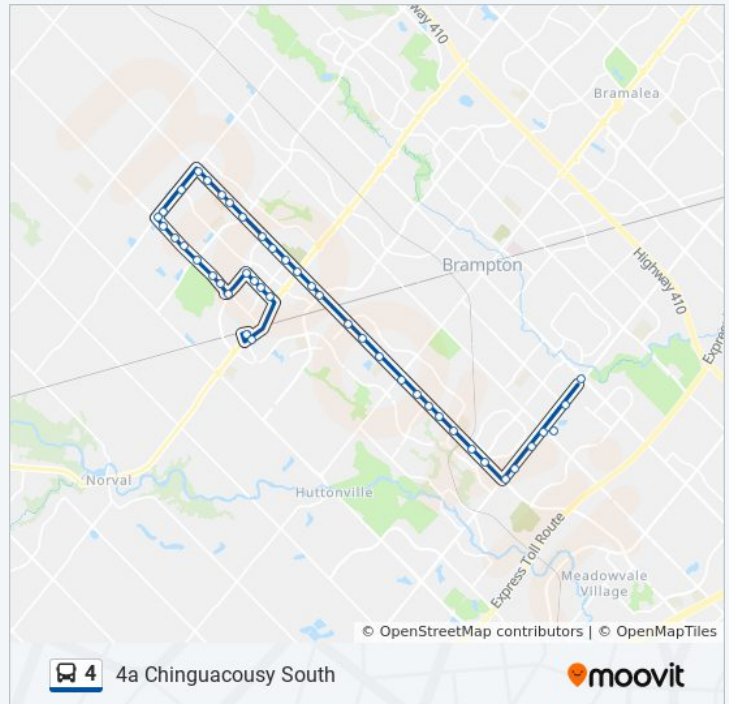 way 410
Bramalea
Brampton
Highway 410
Expres
Norval
Huttonville
Express Toll Route
Meadowvale
Village
© OpenStreetMap contributors | © OpenMapTiles
4 4a Chinguacousy South
moovit